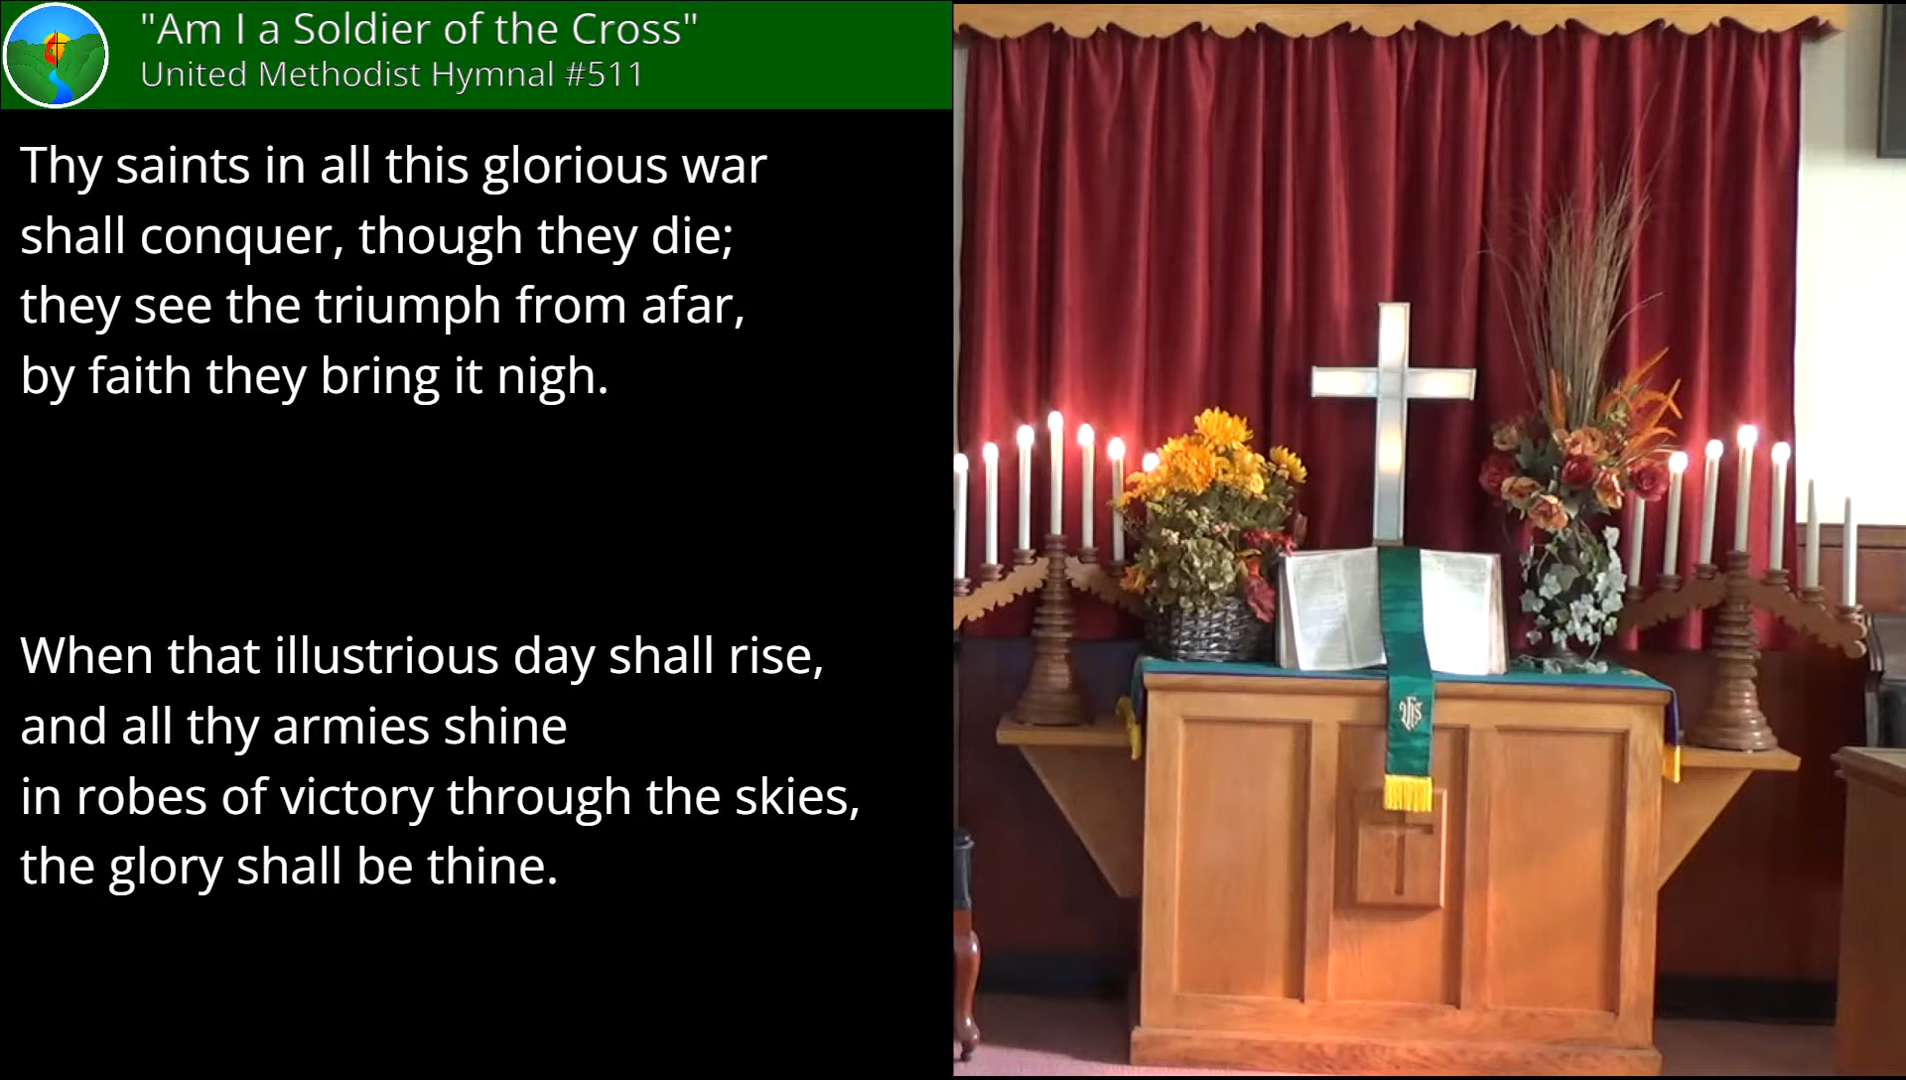 "Am I a Soldier of the Cross"
United Methodist Hymnal #511
Thy saints in all this glorious war
shall conquer, though they die;
they see the triumph from afar,
by faith they bring it nigh.
When that illustrious day shall rise,
and all thy armies shine
in robes of victory through the skies,
the glory shall be thine.